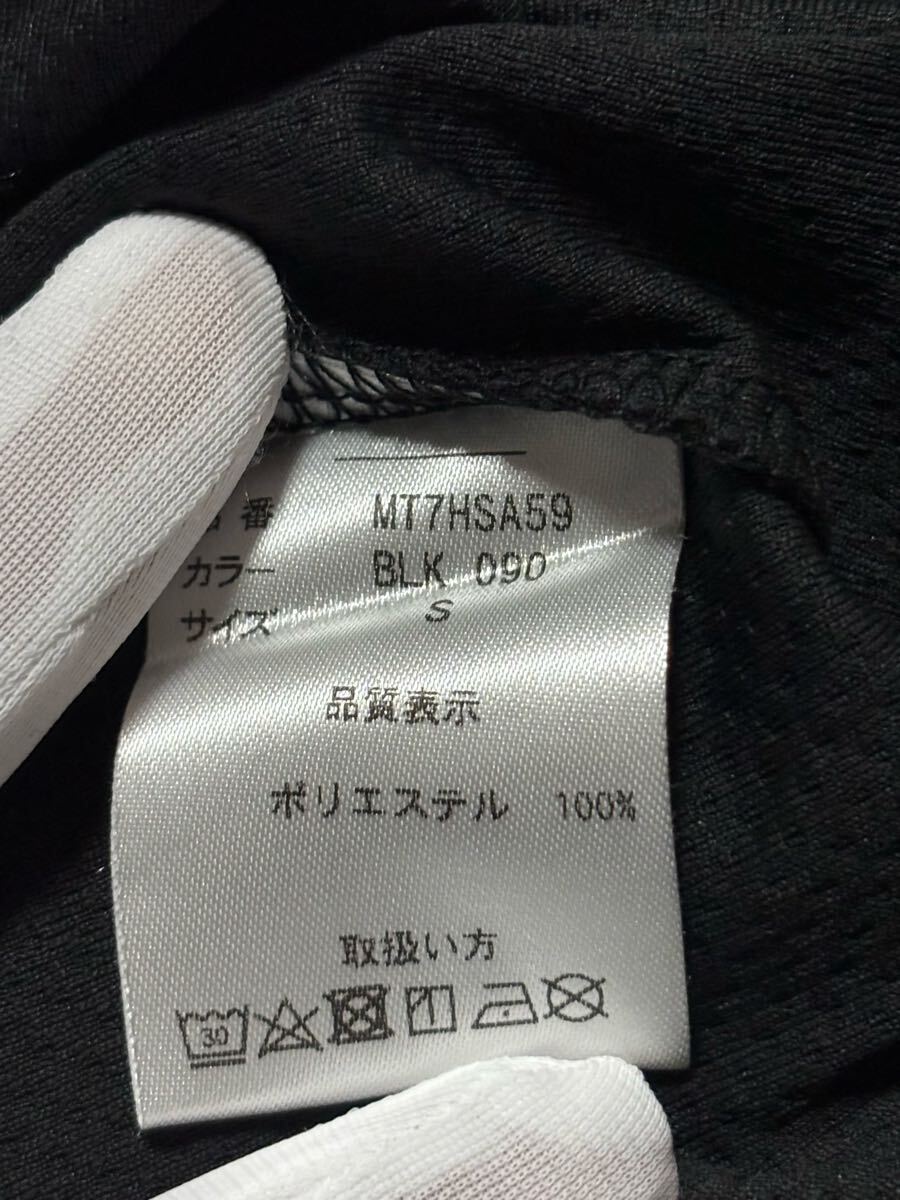 品番 MT7HSA59
カラー BLK 090
サイズ S
品質表示
ポリエステル 100%
取扱い方
30